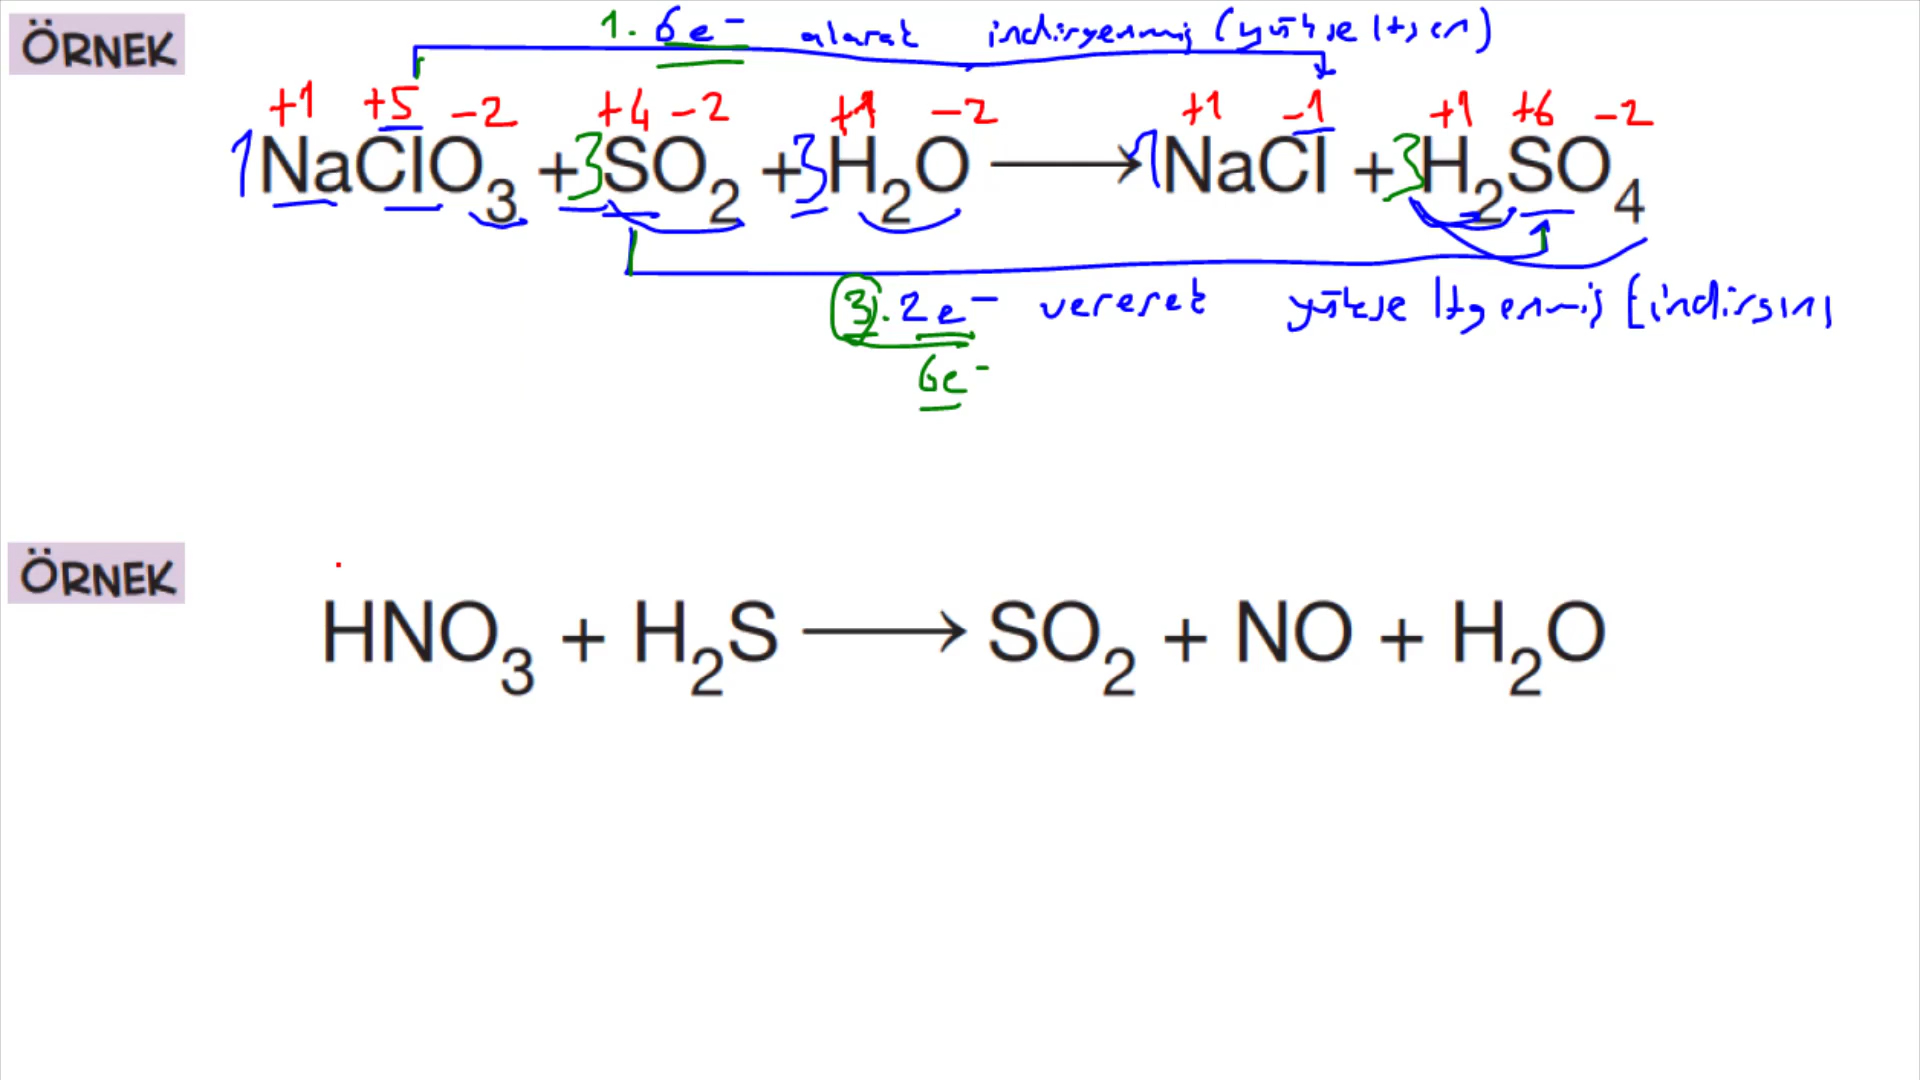 ÖRNEK
1. 6e⁻ alarak indirgenmiş (yükseltgen)
+1 +5 -2 +4 -2 +1 -2 +1 -1 +1 +6 -2
1NaClO₃ + 3SO₂ + 3H₂O ⟶ 1NaCl + 3H₂SO₄
3. 2e⁻ vererek yükseltgenmiş [indirgen]
6e⁻
ÖRNEK
HNO₃ + H₂S ⟶ SO₂ + NO + H₂O